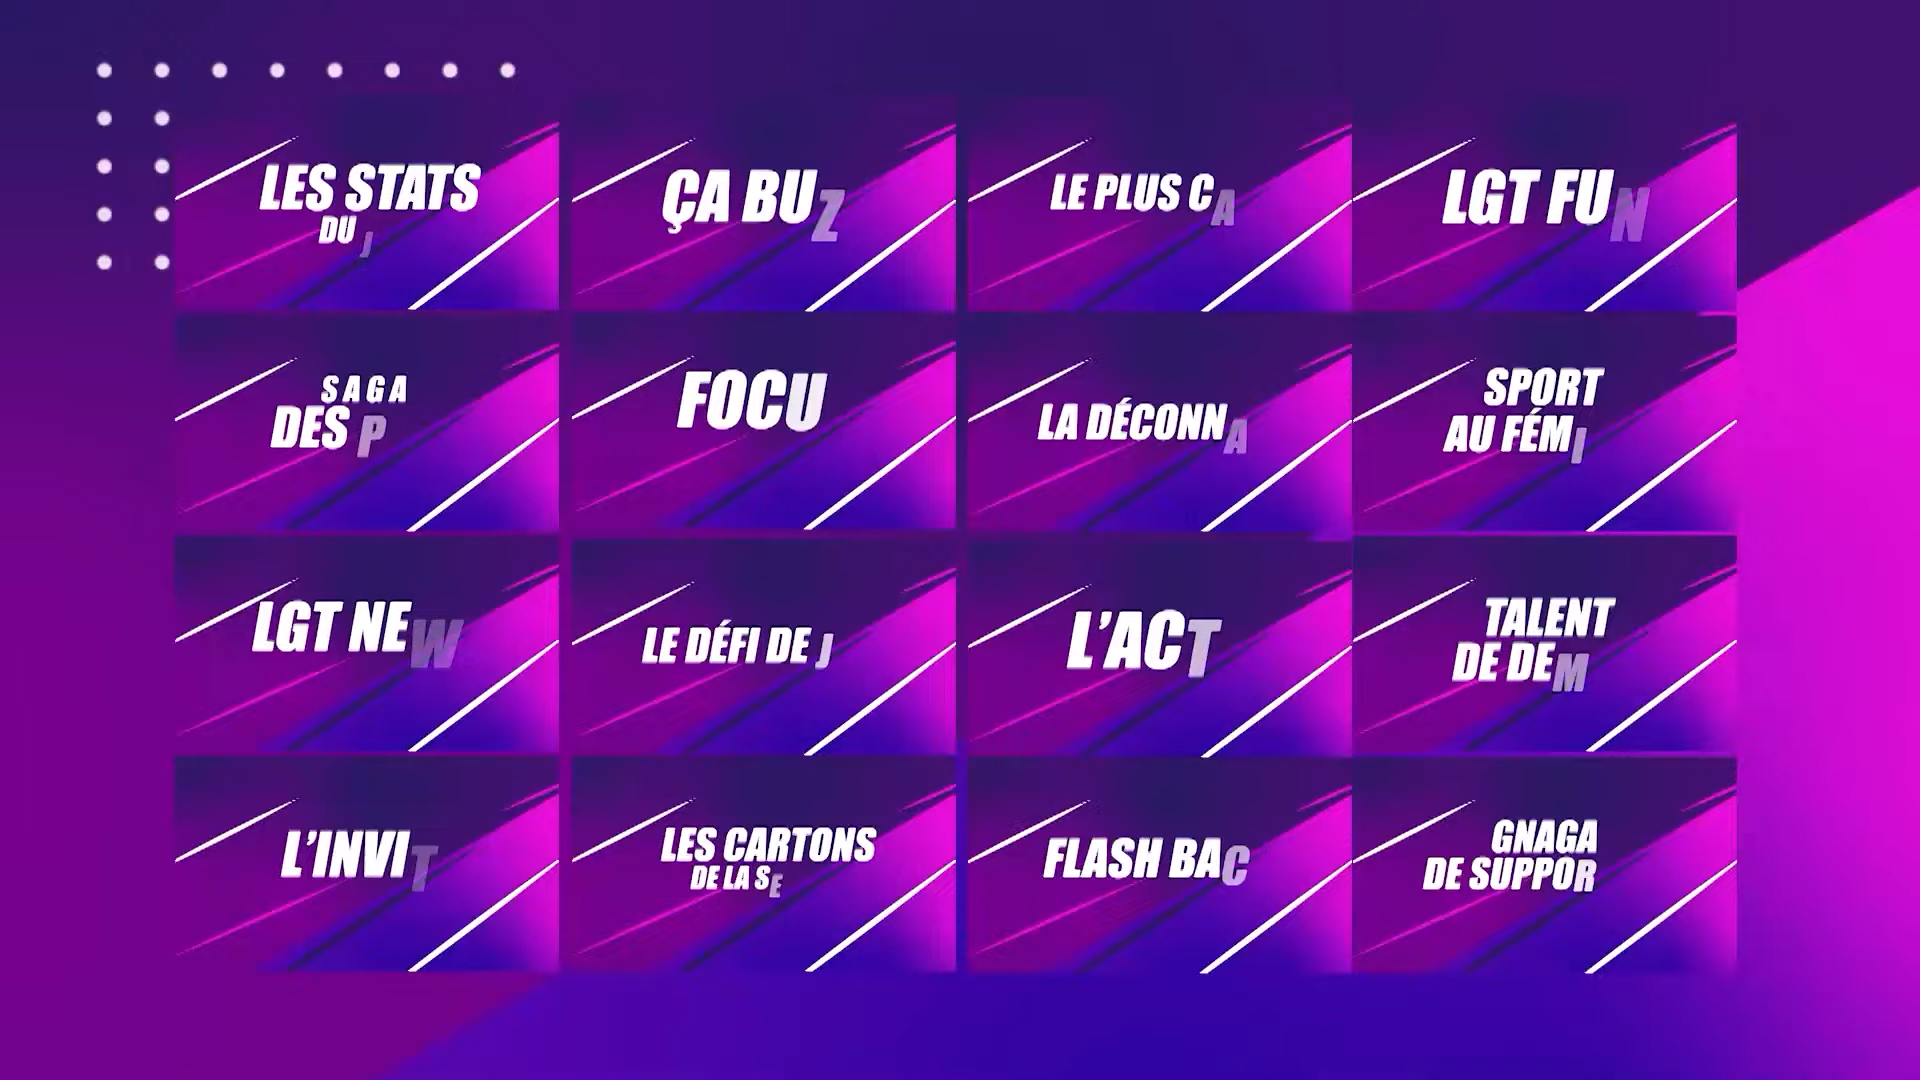 LES STATS
DU J
ÇA BUZ
LE PLUS CA
LGT FUN
SAGA
DES P
FOCU
LA DÉCONNA
SPORT
AU FÉMI
LGT NEW
LE DÉFI DE J
L'ACT
TALENT
DE DEM
L'INVIT
LES CARTONS
DE LA SE
FLASH BAC
GNAGA
DE SUPPOR